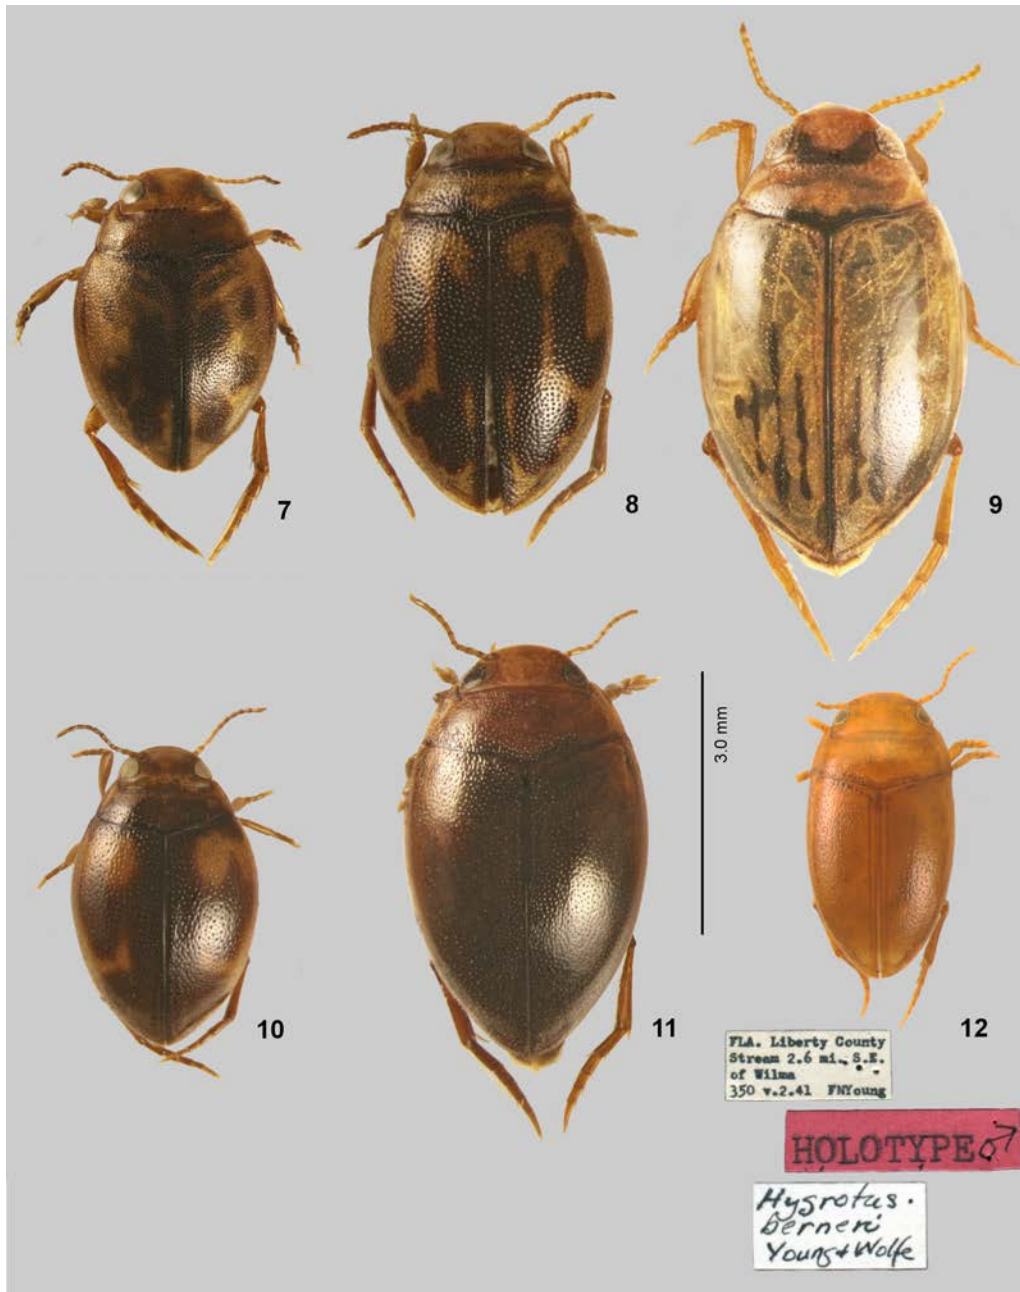 7
8
9
3.0 mm
10
11
12
FLA. Liberty County
Stream 2.6 mi., S.E.
of Wilma
350 v.2.41 FNYoung
HOLOTYPE♂
Hygrotus.
berneri
Young + Wolfe